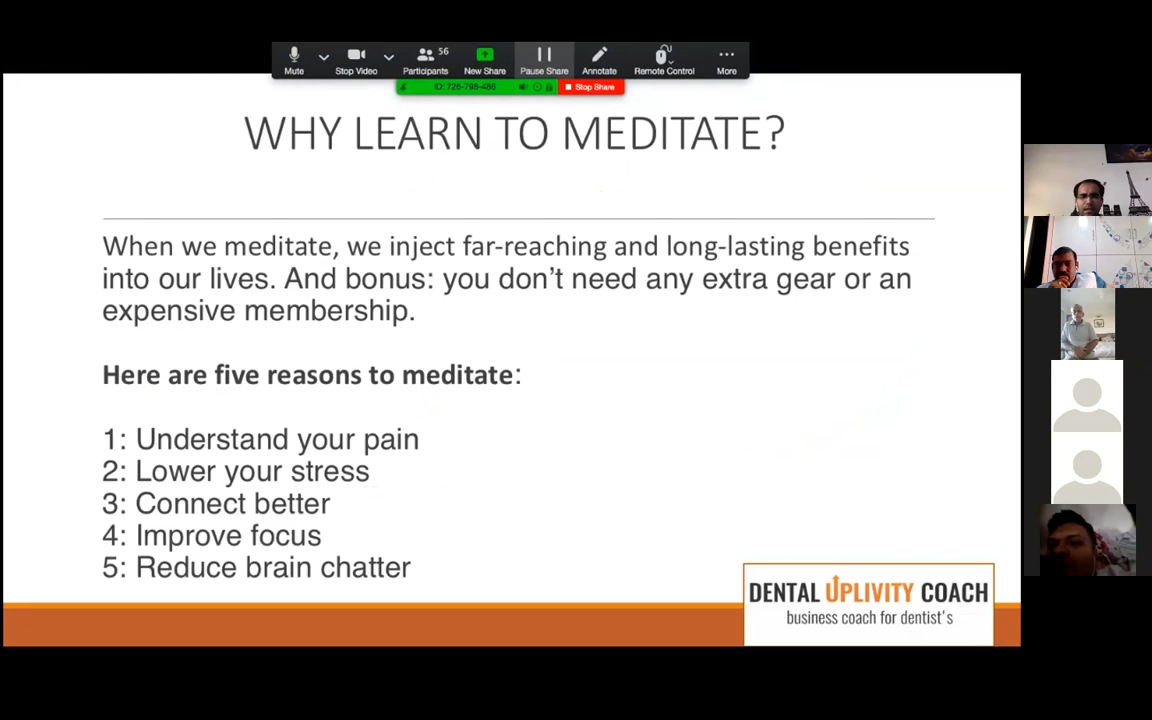 56
Mute
Stop Video
Participants
New Share
Pause Share
Annotate
Remote Control
More
ID: 726-798-486
Stop Share
WHY LEARN TO MEDITATE?
When we meditate, we inject far-reaching and long-lasting benefits
into our lives. And bonus: you don’t need any extra gear or an
expensive membership.
Here are five reasons to meditate:
1: Understand your pain
2: Lower your stress
3: Connect better
4: Improve focus
5: Reduce brain chatter
DENTAL UPLIVITY COACH
business coach for dentist's